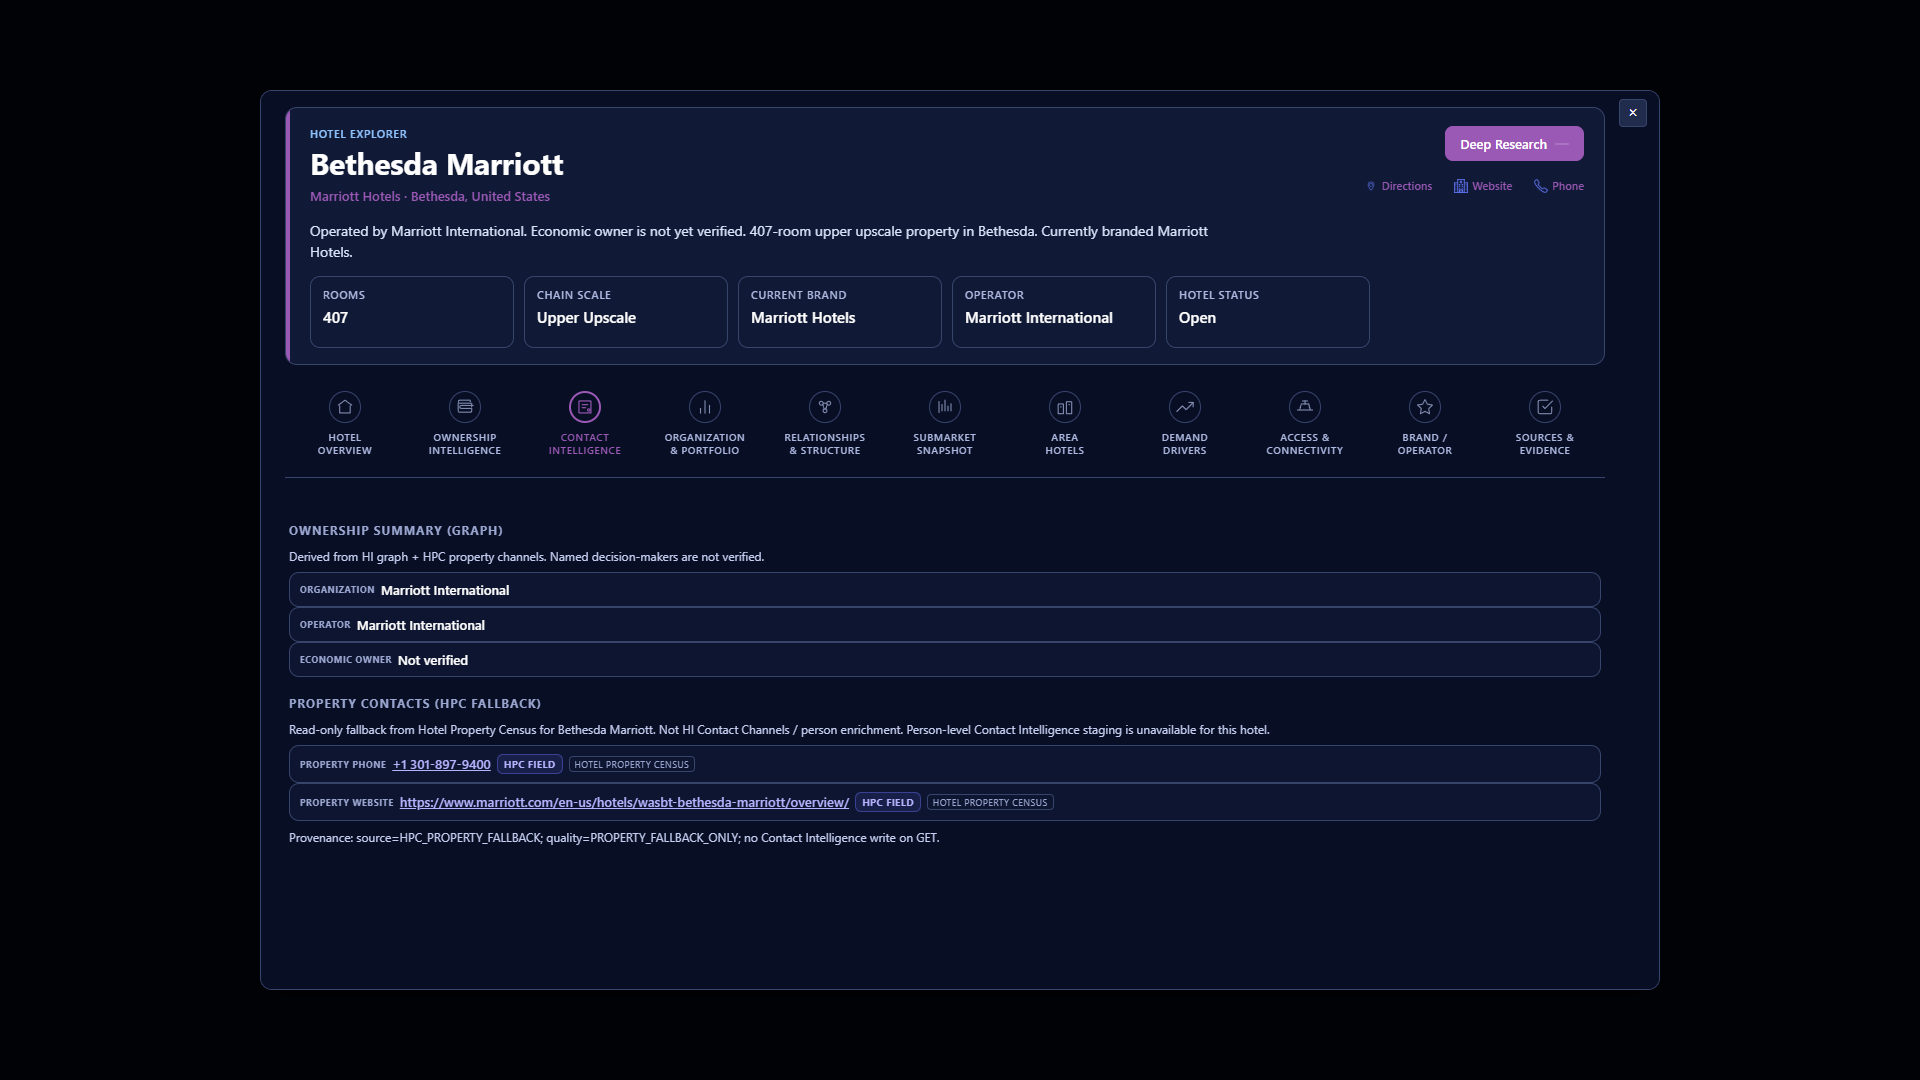 HOTEL EXPLORER
×
Bethesda Marriott
Deep Research —
Marriott Hotels · Bethesda, United States
Directions
Website
Phone
Operated by Marriott International. Economic owner is not yet verified. 407-room upper upscale property in Bethesda. Currently branded Marriott
Hotels.
ROOMS
407
CHAIN SCALE
Upper Upscale
CURRENT BRAND
Marriott Hotels
OPERATOR
Marriott International
HOTEL STATUS
Open
HOTEL
OVERVIEW
OWNERSHIP
INTELLIGENCE
CONTACT
INTELLIGENCE
ORGANIZATION
& PORTFOLIO
RELATIONSHIPS
& STRUCTURE
SUBMARKET
SNAPSHOT
AREA
HOTELS
DEMAND
DRIVERS
ACCESS &
CONNECTIVITY
BRAND /
OPERATOR
SOURCES &
EVIDENCE
OWNERSHIP SUMMARY (GRAPH)
Derived from HI graph + HPC property channels. Named decision-makers are not verified.
ORGANIZATION Marriott International
OPERATOR Marriott International
ECONOMIC OWNER Not verified
PROPERTY CONTACTS (HPC FALLBACK)
Read-only fallback from Hotel Property Census for Bethesda Marriott. Not HI Contact Channels / person enrichment. Person-level Contact Intelligence staging is unavailable for this hotel.
PROPERTY PHONE +1 301-897-9400 HPC FIELD HOTEL PROPERTY CENSUS
PROPERTY WEBSITE https://www.marriott.com/en-us/hotels/wasbt-bethesda-marriott/overview/ HPC FIELD HOTEL PROPERTY CENSUS
Provenance: source=HPC_PROPERTY_FALLBACK; quality=PROPERTY_FALLBACK_ONLY; no Contact Intelligence write on GET.